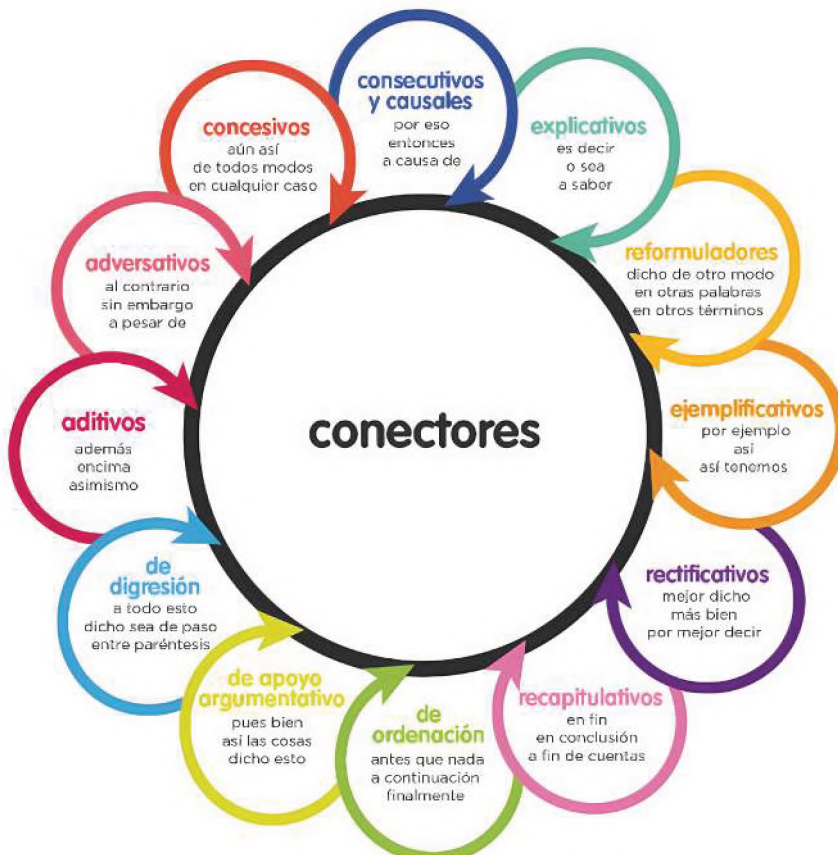 consecutivos
y causales
por eso
entonces
a causa de
explicativos
es decir
o sea
a saber
reformuladores
dicho de otro modo
en otras palabras
en otros términos
ejemplificativos
por ejemplo
así
así tenemos
rectificativos
mejor dicho
más bien
por mejor decir
recapitulativos
en fin
en conclusión
a fin de cuentas
de
ordenación
antes que nada
a continuación
finalmente
de apoyo
argumentativo
pues bien
así las cosas
dicho esto
de
digresión
a todo esto
dicho sea de paso
entre paréntesis
aditivos
además
encima
asimismo
adversativos
al contrario
sin embargo
a pesar de
concesivos
aún así
de todos modos
en cualquier caso
conectores